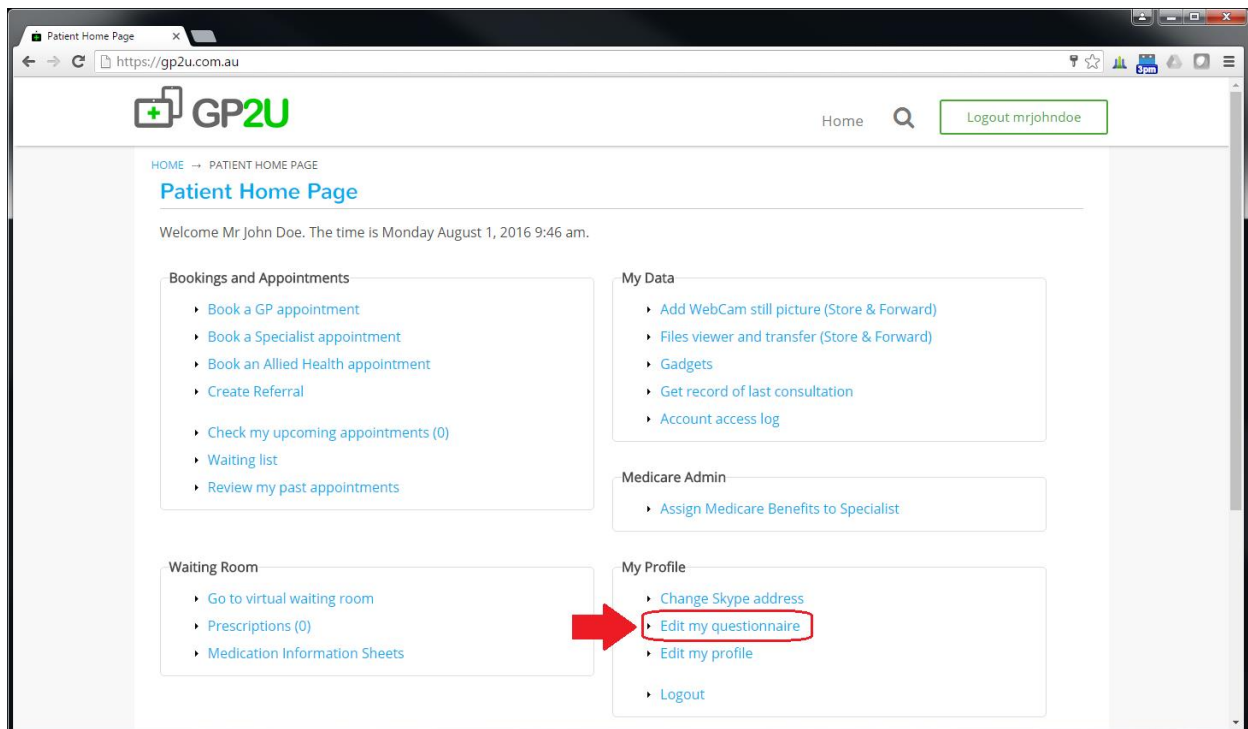 Patient Home Page
https://gp2u.com.au
3pm
GP2U
Home
Logout mrjohndoe
HOME → PATIENT HOME PAGE
Patient Home Page
Welcome Mr John Doe. The time is Monday August 1, 2016 9:46 am.
Bookings and Appointments
Book a GP appointment
Book a Specialist appointment
Book an Allied Health appointment
Create Referral
Check my upcoming appointments (0)
Waiting list
Review my past appointments
My Data
Add WebCam still picture (Store & Forward)
Files viewer and transfer (Store & Forward)
Gadgets
Get record of last consultation
Account access log
Medicare Admin
Assign Medicare Benefits to Specialist
Waiting Room
Go to virtual waiting room
Prescriptions (0)
Medication Information Sheets
My Profile
Change Skype address
Edit my questionnaire
Edit my profile
Logout